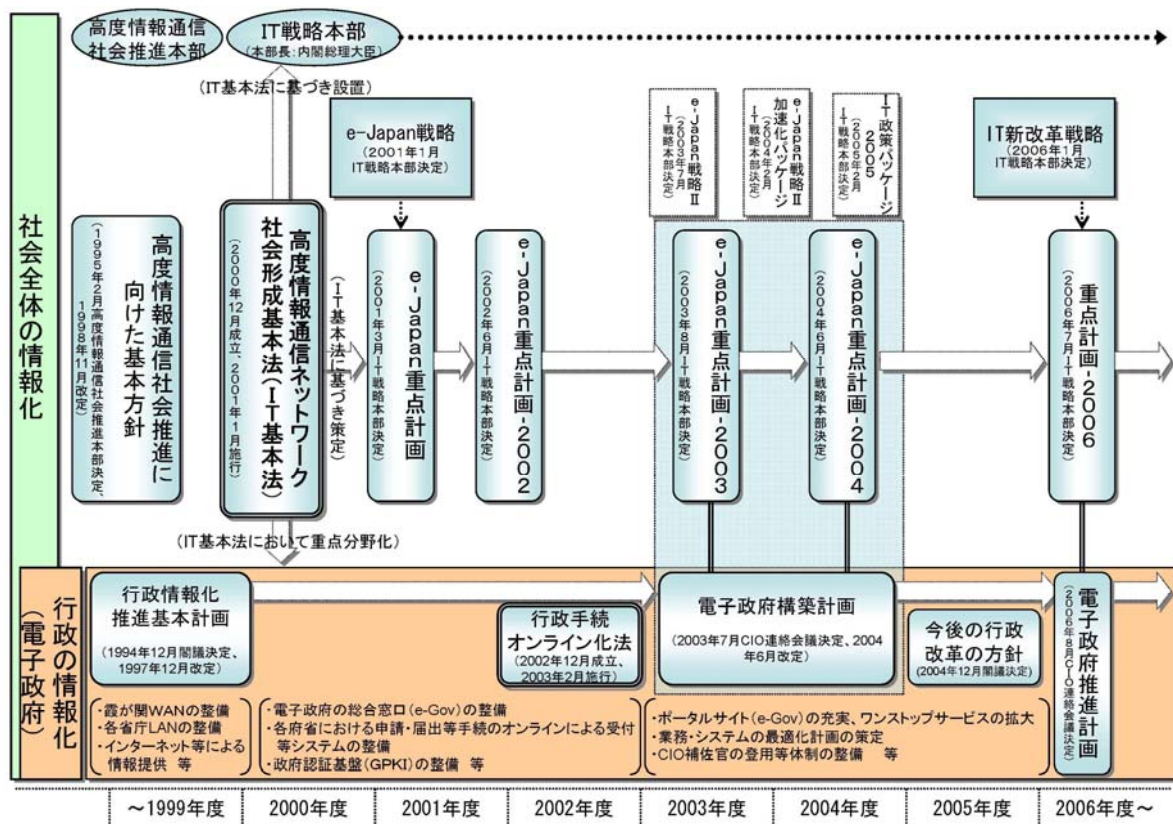 高度情報通信
社会推進本部
IT戦略本部
(本部長:内閣総理大臣)
(IT基本法に基づき設置)
e-Japan戦略
(2001年1月
IT戦略本部決定)
e-Japan戦略Ⅱ
(2003年7月
IT戦略本部決定)
e-Japan戦略Ⅱ
加速化パッケージ
(2004年2月
IT戦略本部決定)
IT政策パッケージ
2005
(2005年2月
IT戦略本部決定)
IT新改革戦略
(2006年1月
IT戦略本部決定)
社会全体の情報化
高度情報通信社会推進に
向けた基本方針
(1995年2月高度情報通信社会推進本部決定、
1998年11月改定)
高度情報通信ネットワーク
社会形成基本法(IT基本法)
(2000年12月成立、2001年1月施行)
(IT基本法に基づき策定)
e-Japan重点計画
(2001年3月IT戦略本部決定)
e-Japan重点計画-2002
(2002年6月IT戦略本部決定)
e-Japan重点計画-2003
(2003年8月IT戦略本部決定)
e-Japan重点計画-2004
(2004年6月IT戦略本部決定)
重点計画-2006
(2006年7月IT戦略本部決定)
(IT基本法において重点分野化)
行政の情報化
(電子政府)
行政情報化
推進基本計画
(1994年12月閣議決定、
1997年12月改定)
行政手続
オンライン化法
(2002年12月成立、
2003年2月施行)
電子政府構築計画
(2003年7月CIO連絡会議決定、2004
年6月改定)
今後の行政
改革の方針
(2004年12月閣議決定)
電子政府推進計画
(2006年8月CIO連絡会議決定)
・霞が関WANの整備
・各省庁LANの整備
・インターネット等による
情報提供 等
・電子政府の総合窓口(e-Gov)の整備
・各府省における申請・届出等手続のオンラインによる受付
等システムの整備
・政府認証基盤(GPKI)の整備 等
・ポータルサイト(e-Gov)の充実、ワンストップサービスの拡大
・業務・システムの最適化計画の策定
・CIO補佐官の登用等体制の整備 等
～1999年度
2000年度
2001年度
2002年度
2003年度
2004年度
2005年度
2006年度～